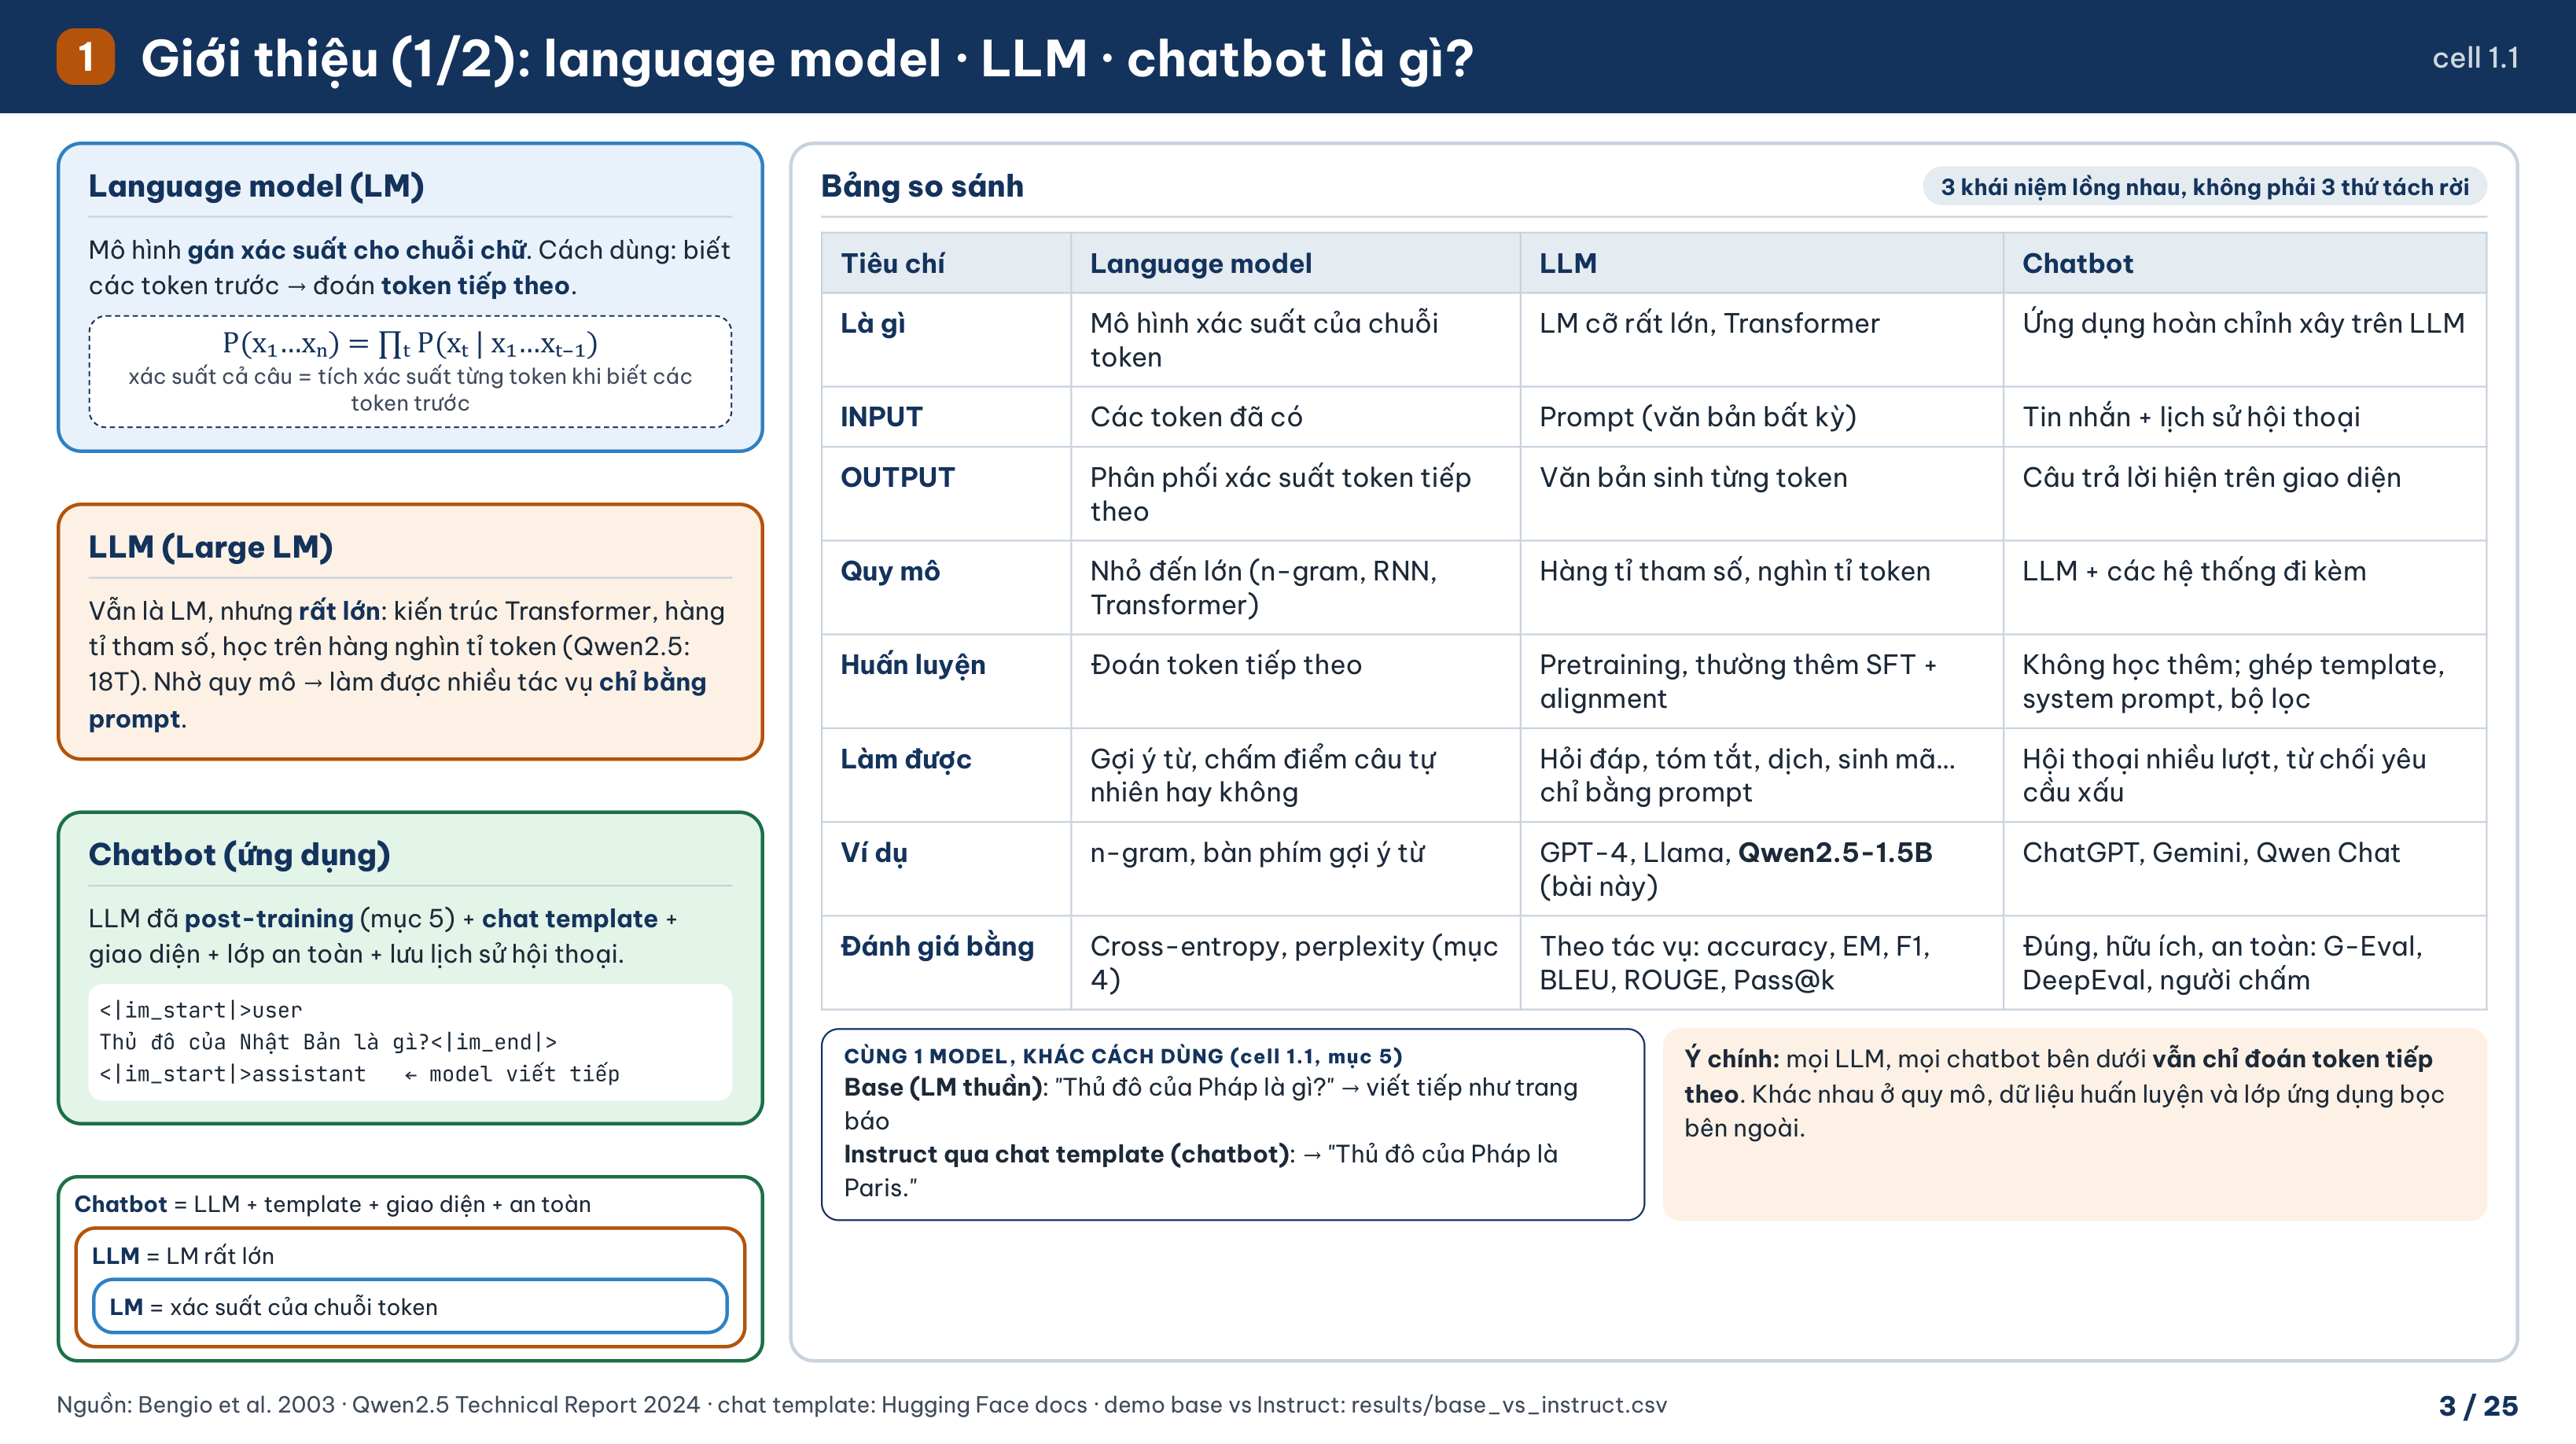 1 Giới thiệu (1/2): language model · LLM · chatbot là gì?
cell 1.1
Language model (LM)
Mô hình gán xác suất cho chuỗi chữ. Cách dùng: biết
các token trước → đoán token tiếp theo.
P(x₁…xₙ) = ∏ₜ P(xₜ | x₁…xₜ₋₁)
xác suất cả câu = tích xác suất từng token khi biết các
token trước
LLM (Large LM)
Vẫn là LM, nhưng rất lớn: kiến trúc Transformer, hàng
tỉ tham số, học trên hàng nghìn tỉ token (Qwen2.5:
18T). Nhờ quy mô → làm được nhiều tác vụ chỉ bằng
prompt.
Chatbot (ứng dụng)
LLM đã post-training (mục 5) + chat template +
giao diện + lớp an toàn + lưu lịch sử hội thoại.
<|im_start|>user
Thủ đô của Nhật Bản là gì?<|im_end|>
<|im_start|>assistant ← model viết tiếp
Chatbot = LLM + template + giao diện + an toàn
LLM = LM rất lớn
LM = xác suất của chuỗi token
Bảng so sánh
3 khái niệm lồng nhau, không phải 3 thứ tách rời
Tiêu chí
Language model
LLM
Chatbot
Là gì
Mô hình xác suất của chuỗi
token
LM cỡ rất lớn, Transformer
Ứng dụng hoàn chỉnh xây trên LLM
INPUT
Các token đã có
Prompt (văn bản bất kỳ)
Tin nhắn + lịch sử hội thoại
OUTPUT
Phân phối xác suất token tiếp
theo
Văn bản sinh từng token
Câu trả lời hiện trên giao diện
Quy mô
Nhỏ đến lớn (n-gram, RNN,
Transformer)
Hàng tỉ tham số, nghìn tỉ token
LLM + các hệ thống đi kèm
Huấn luyện
Đoán token tiếp theo
Pretraining, thường thêm SFT +
alignment
Không học thêm; ghép template,
system prompt, bộ lọc
Làm được
Gợi ý từ, chấm điểm câu tự
nhiên hay không
Hỏi đáp, tóm tắt, dịch, sinh mã…
chỉ bằng prompt
Hội thoại nhiều lượt, từ chối yêu
cầu xấu
Ví dụ
n-gram, bàn phím gợi ý từ
GPT-4, Llama, Qwen2.5-1.5B
(bài này)
ChatGPT, Gemini, Qwen Chat
Đánh giá bằng
Cross-entropy, perplexity (mục
4)
Theo tác vụ: accuracy, EM, F1,
BLEU, ROUGE, Pass@k
Đúng, hữu ích, an toàn: G-Eval,
DeepEval, người chấm
CÙNG 1 MODEL, KHÁC CÁCH DÙNG (cell 1.1, mục 5)
Base (LM thuần): "Thủ đô của Pháp là gì?" → viết tiếp như trang
báo
Instruct qua chat template (chatbot): → "Thủ đô của Pháp là
Paris."
Ý chính: mọi LLM, mọi chatbot bên dưới vẫn chỉ đoán token tiếp
theo. Khác nhau ở quy mô, dữ liệu huấn luyện và lớp ứng dụng bọc
bên ngoài.
Nguồn: Bengio et al. 2003 · Qwen2.5 Technical Report 2024 · chat template: Hugging Face docs · demo base vs Instruct: results/base_vs_instruct.csv
3 / 25